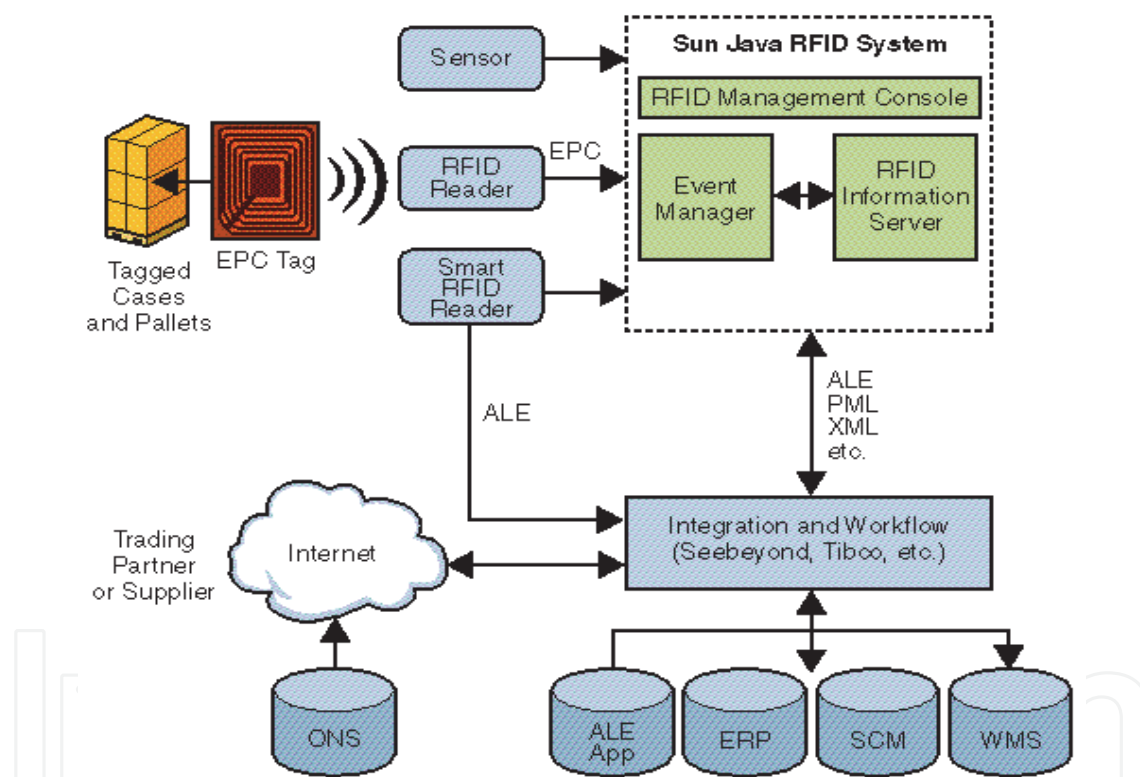 Sun Java RFID System
Sensor
RFID Management Console
EPC
RFID
Reader
Event
Manager
RFID
Information
Server
EPC Tag
Tagged
Cases
and Pallets
Smart
RFID
Reader
ALE
ALE
PML
XML
etc.
Integration and Workflow
(Seebeyond, Tibco, etc.)
Trading
Partner
or Supplier
Internet
ONS
ALE
App
ERP
SCM
WMS